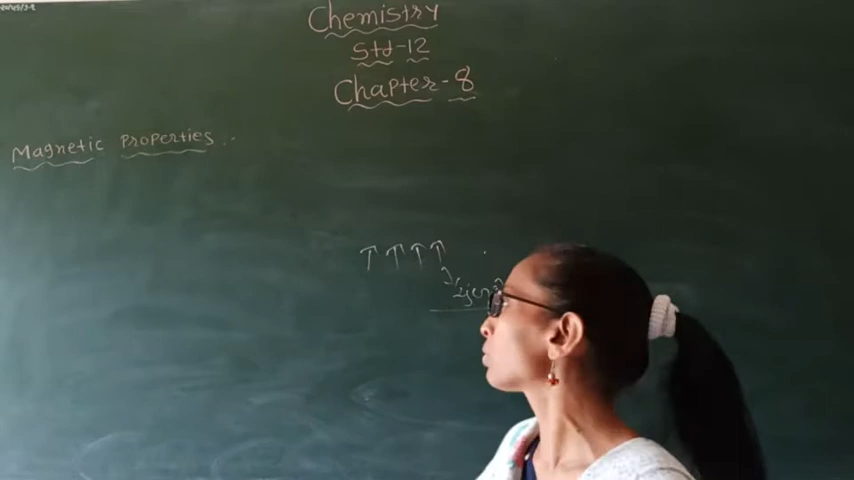 Chemistry
Std-12
Chapter-8
Magnetic Properties..
↑ ↑ ↑ ↑